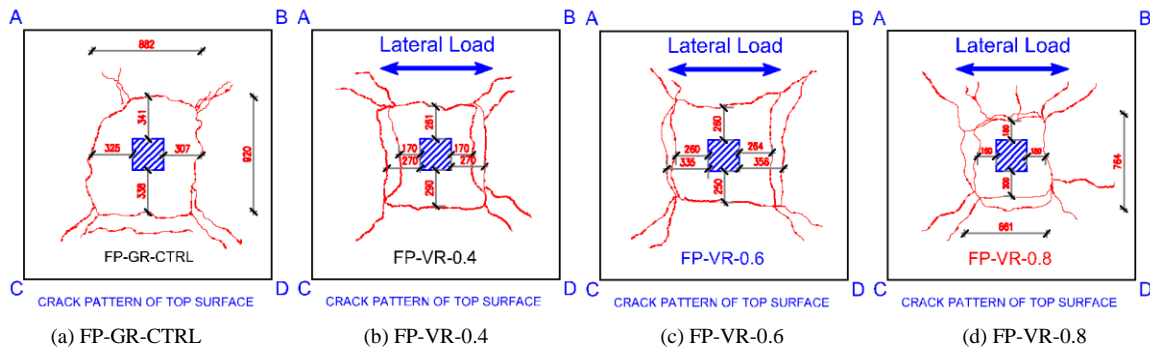 A B B B B
882
341
325 307
338
920
FP-GR-CTRL
C D
CRACK PATTERN OF TOP SURFACE
(a) FP-GR-CTRL
Lateral Load
281
170 170
270 270
290
FP-VR-0.4
CRACK PATTERN OF TOP SURFACE
(b) FP-VR-0.4
A
Lateral Load
280
260 264
335 356
250
FP-VR-0.6
D C
CRACK PATTERN OF TOP SURFACE
(c) FP-VR-0.6
A
Lateral Load
180
200
764
661
FP-VR-0.8
C D
CRACK PATTERN OF TOP SURFACE
(d) FP-VR-0.8